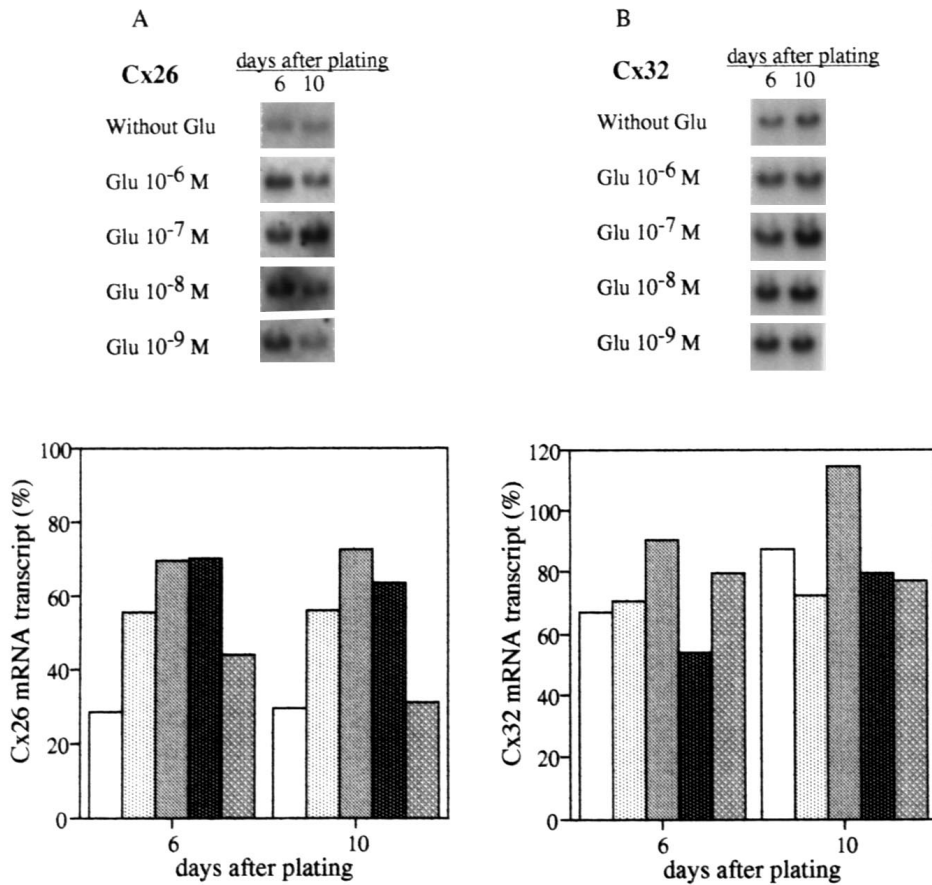 A
Cx26
days after plating
6 10
Without Glu
Glu 10-6 M
Glu 10-7 M
Glu 10-8 M
Glu 10-9 M
B
Cx32
days after plating
6 10
Without Glu
Glu 10-6 M
Glu 10-7 M
Glu 10-8 M
Glu 10-9 M
Cx26 mRNA transcript (%)
100
80
60
40
20
0
6 10
days after plating
Cx32 mRNA transcript (%)
120
100
80
60
40
20
0
6 10
days after plating